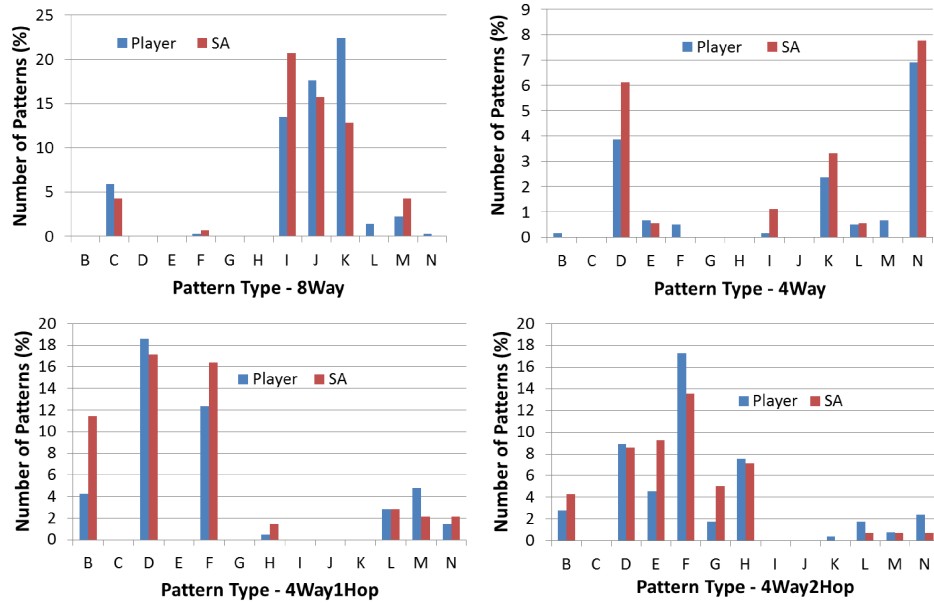 Number of Patterns (%)
25
20
15
10
5
0
Player SA
B C D E F G H I J K L M N
Pattern Type - 8Way
Number of Patterns (%)
9
8
7
6
5
4
3
2
1
0
Player SA
B C D E F G H I J K L M N
Pattern Type - 4Way
Number of Patterns (%)
20
18
16
14
12
10
8
6
4
2
0
Player SA
B C D E F G H I J K L M N
Pattern Type - 4Way1Hop
Number of Patterns (%)
20
18
16
14
12
10
8
6
4
2
0
Player SA
B C D E F G H I J K L M N
Pattern Type - 4Way2Hop